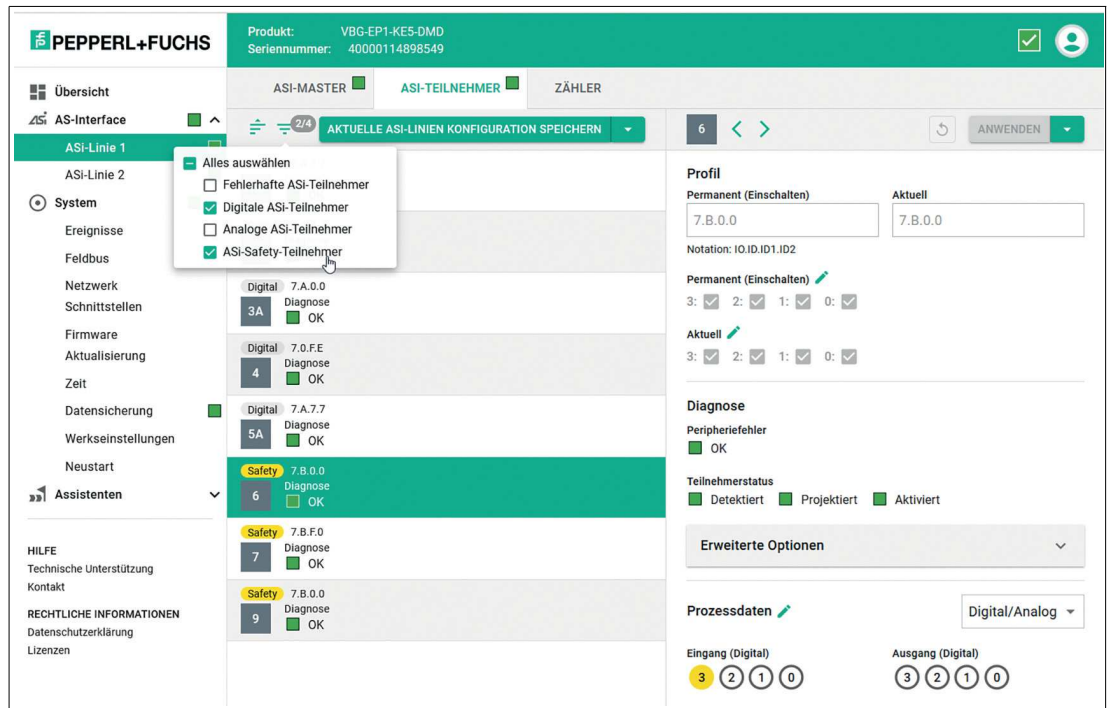 PEPPERL+FUCHS
Produkt: VBG-EP1-KE5-DMD
Seriennummer: 40000114898549
Übersicht
AS-Interface
ASi-Linie 1
ASi-Linie 2
System
Ereignisse
Feldbus
Netzwerk
Schnittstellen
Firmware
Aktualisierung
Zeit
Datensicherung
Werkseinstellungen
Neustart
Assistenten
HILFE
Technische Unterstützung
Kontakt
RECHTLICHE INFORMATIONEN
Datenschutzerklärung
Lizenzen
ASI-MASTER
ASI-TEILNEHMER
ZÄHLER
2/4
AKTUELLE ASI-LINIEN KONFIGURATION SPEICHERN
Alles auswählen
Fehlerhafte ASi-Teilnehmer
Digitale ASi-Teilnehmer
Analoge ASi-Teilnehmer
ASi-Safety-Teilnehmer
Digital 7.A.0.0
3A
Diagnose
OK
Digital 7.0.F.E
4
Diagnose
OK
Digital 7.A.7.7
5A
Diagnose
OK
Safety 7.B.0.0
6
Diagnose
OK
Safety 7.B.F.0
7
Diagnose
OK
Safety 7.B.0.0
9
Diagnose
OK
6
ANWENDEN
Profil
Permanent (Einschalten) Aktuell
7.B.0.0 7.B.0.0
Notation: IO.ID.ID1.ID2
Permanent (Einschalten)
3: 2: 1: 0:
Aktuell
3: 2: 1: 0:
Diagnose
Peripheriefehler
OK
Teilnehmerstatus
Detektiert Projektiert Aktiviert
Erweiterte Optionen
Prozessdaten Digital/Analog
Eingang (Digital) Ausgang (Digital)
3 2 1 0 3 2 1 0